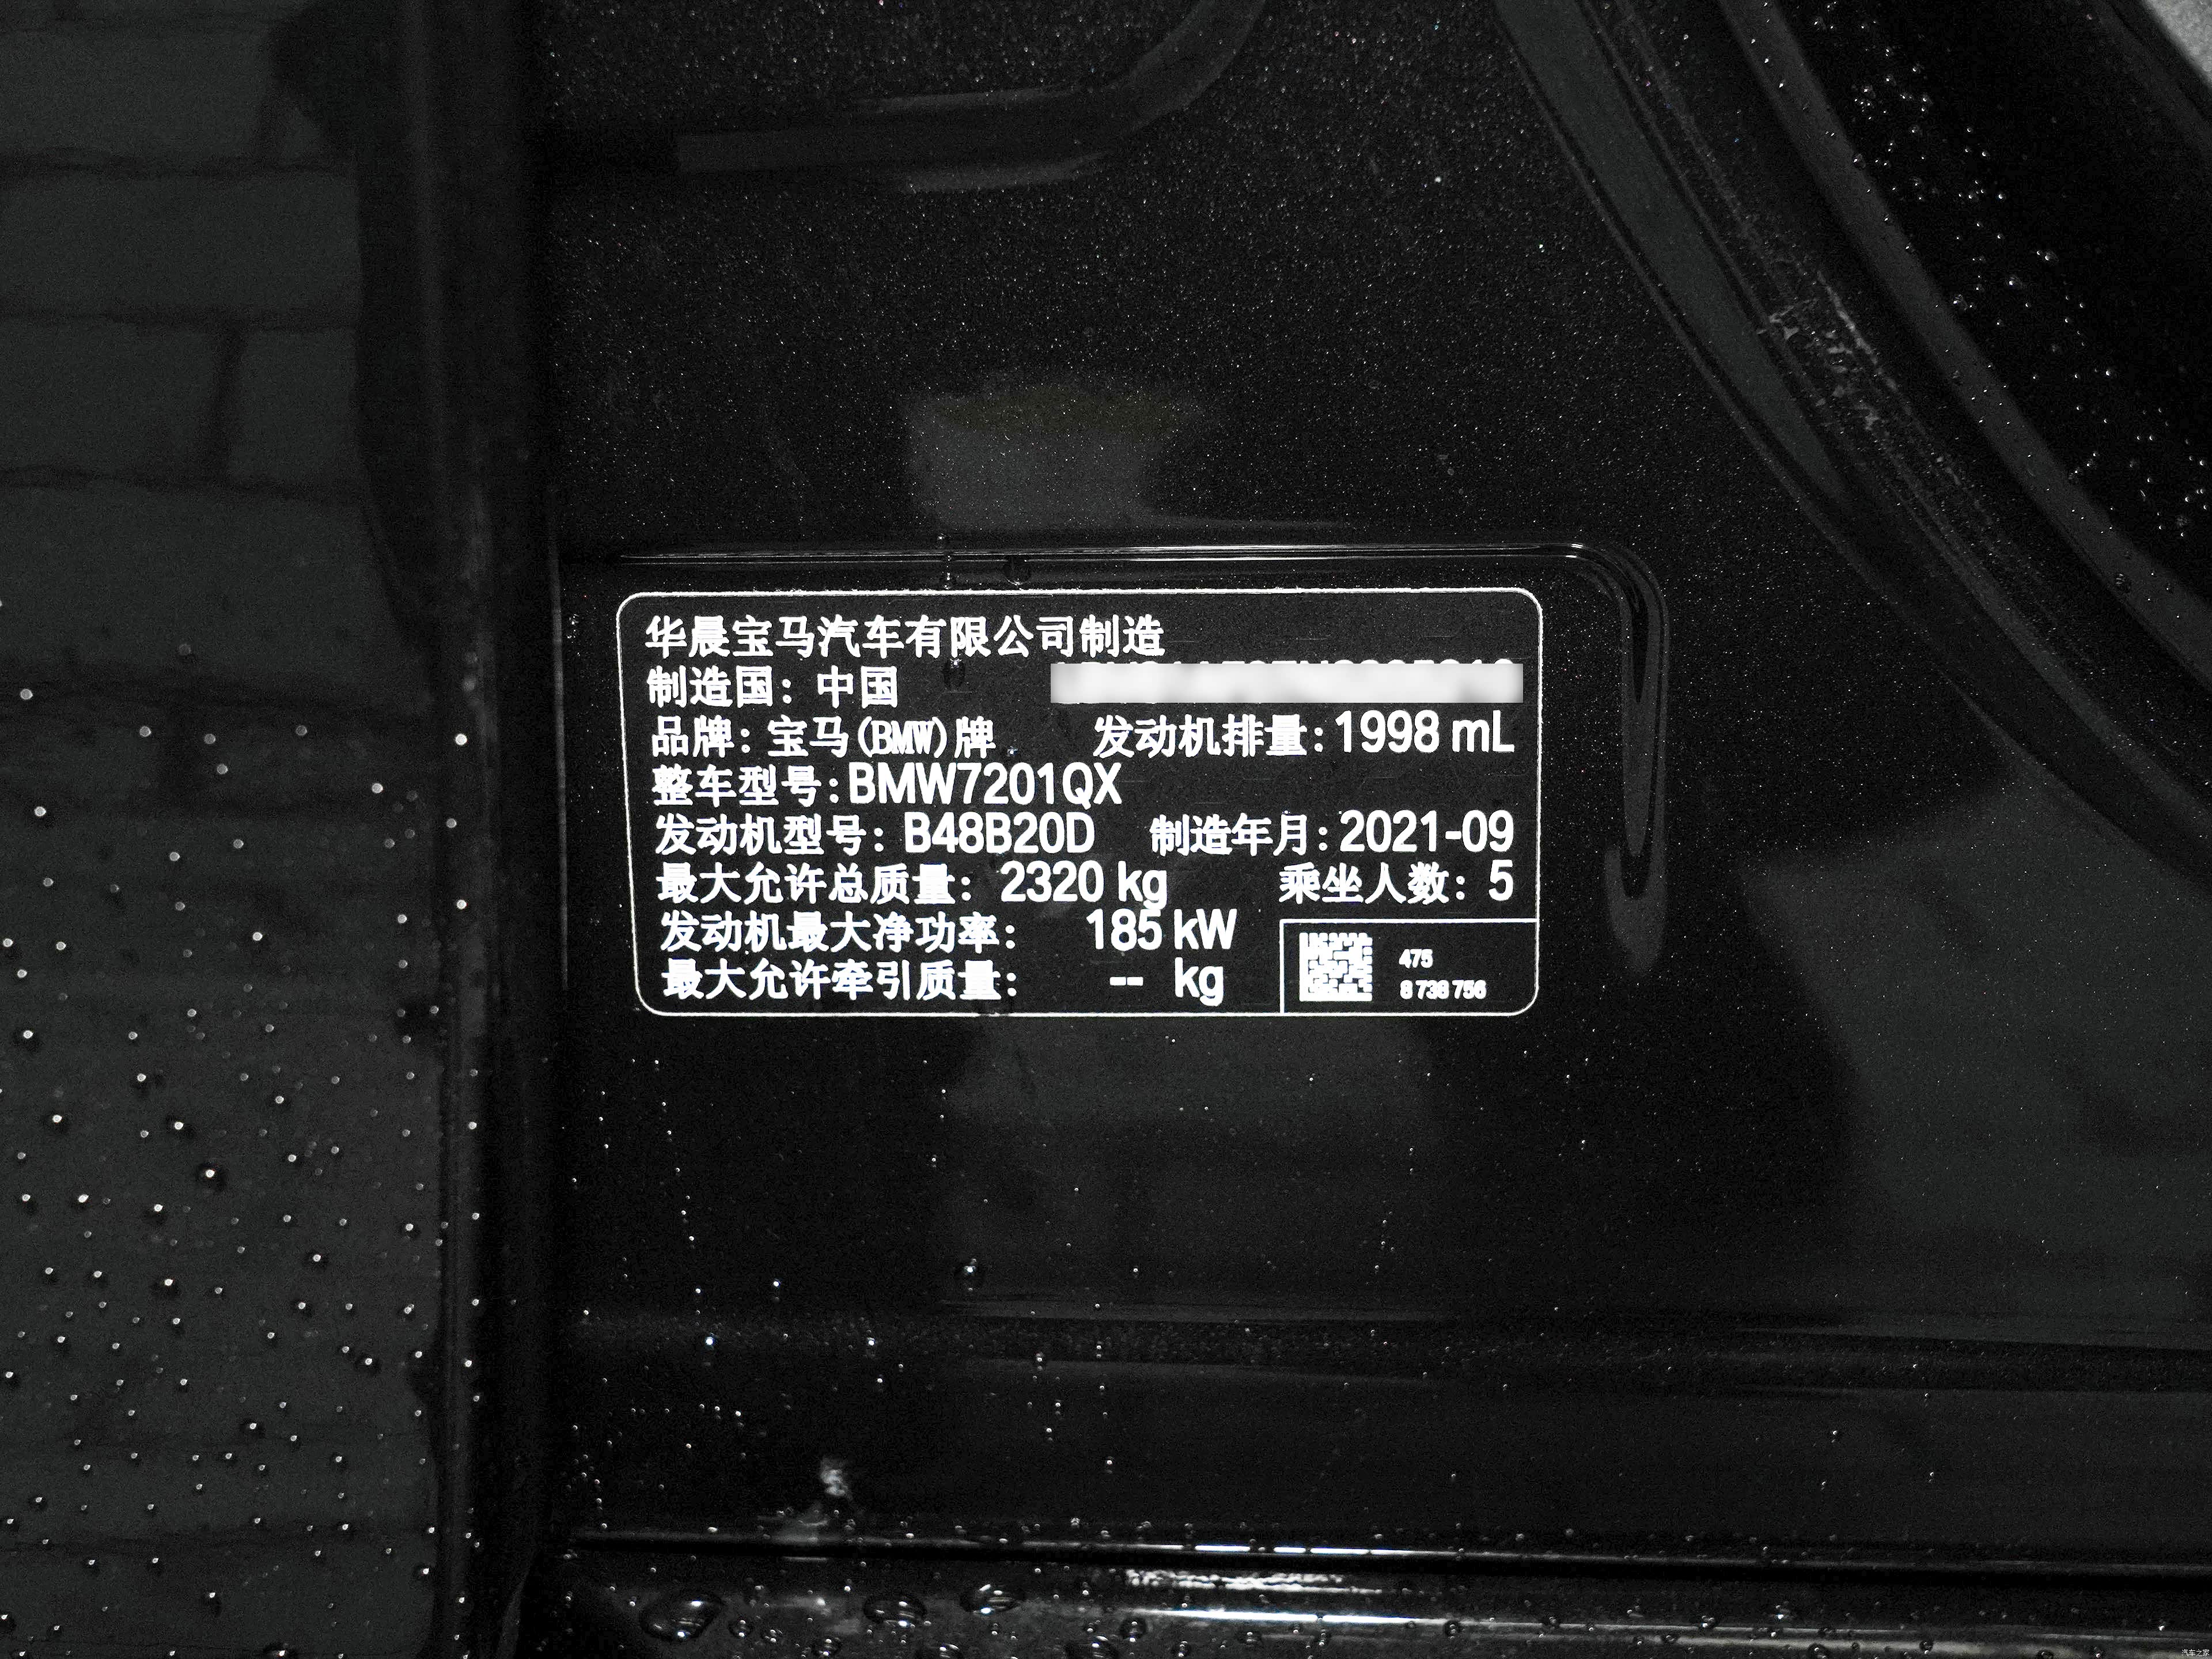 华晨宝马汽车有限公司制造
制造国：中国
品牌：宝马(BMW)牌 发动机排量：1998 mL
整车型号：BMW7201QX
发动机型号：B48B20D 制造年月：2021-09
最大允许总质量：2320 kg 乘坐人数：5
发动机最大净功率：185 kW
最大允许牵引质量：-- kg
475
8 738 756
汽车之家